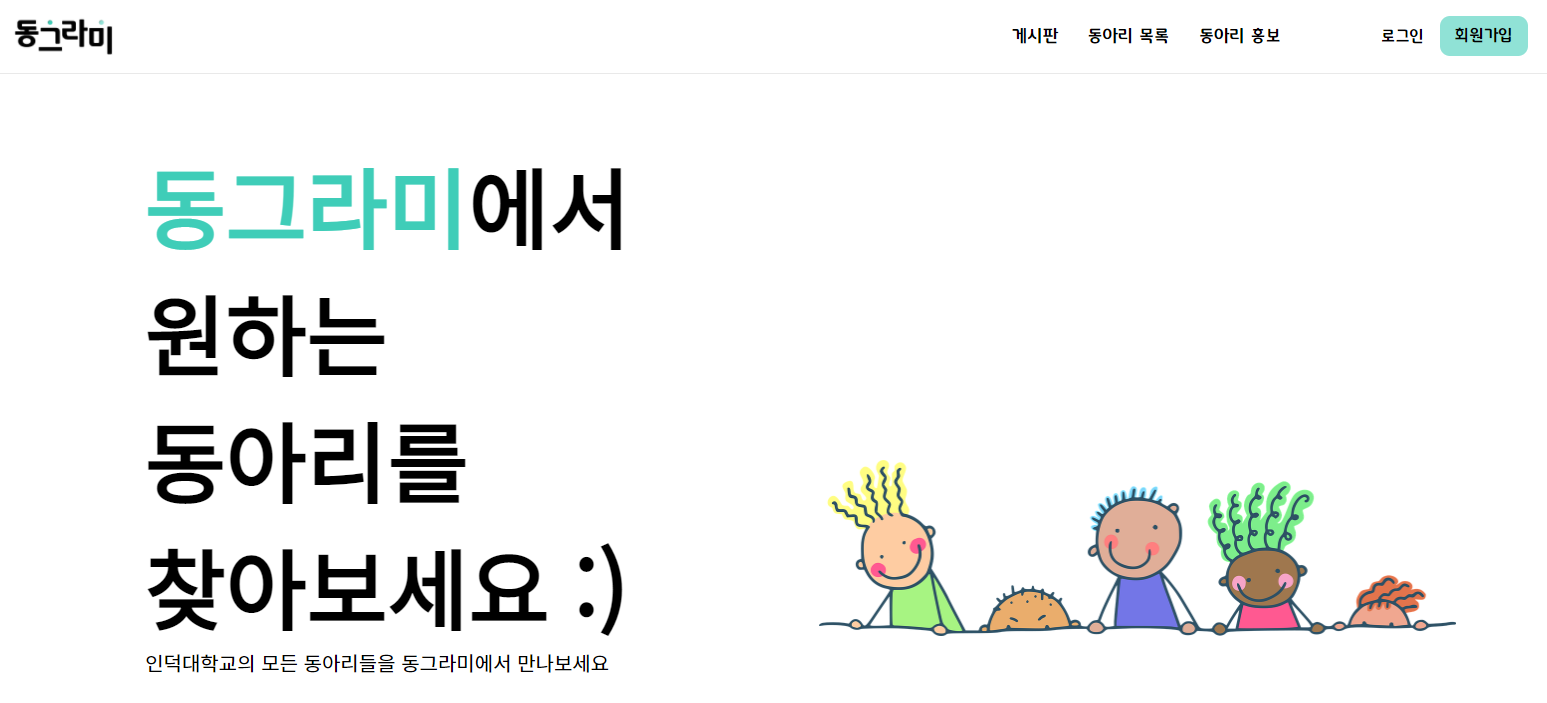 동그라미
게시판 동아리 목록 동아리 홍보 로그인 회원가입
동그라미에서
원하는
동아리를
찾아보세요 :)
인덕대학교의 모든 동아리들을 동그라미에서 만나보세요